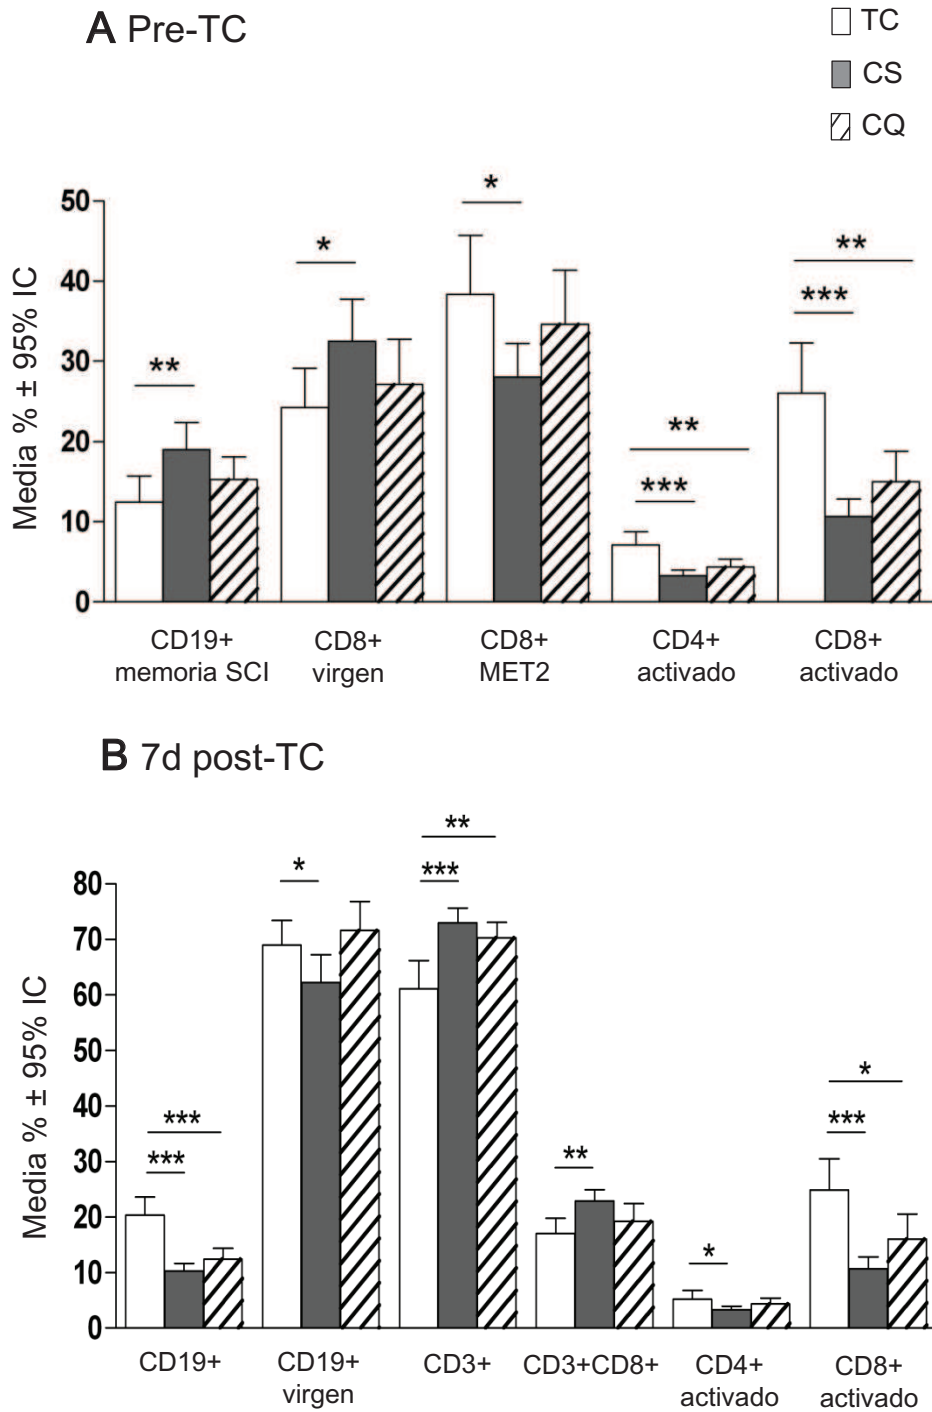 A Pre-TC
TC
CS
CQ
Media % ± 95% IC
50
40
30
20
10
0
**
*
*
**
***
**
***
CD19+
memoria SCI
CD8+
virgen
CD8+
MET2
CD4+
activado
CD8+
activado
B 7d post-TC
Media % ± 95% IC
80
70
60
50
40
30
20
10
0
***
***
*
**
***
**
*
*
***
CD19+
CD19+
virgen
CD3+
CD3+CD8+
CD4+
activado
CD8+
activado